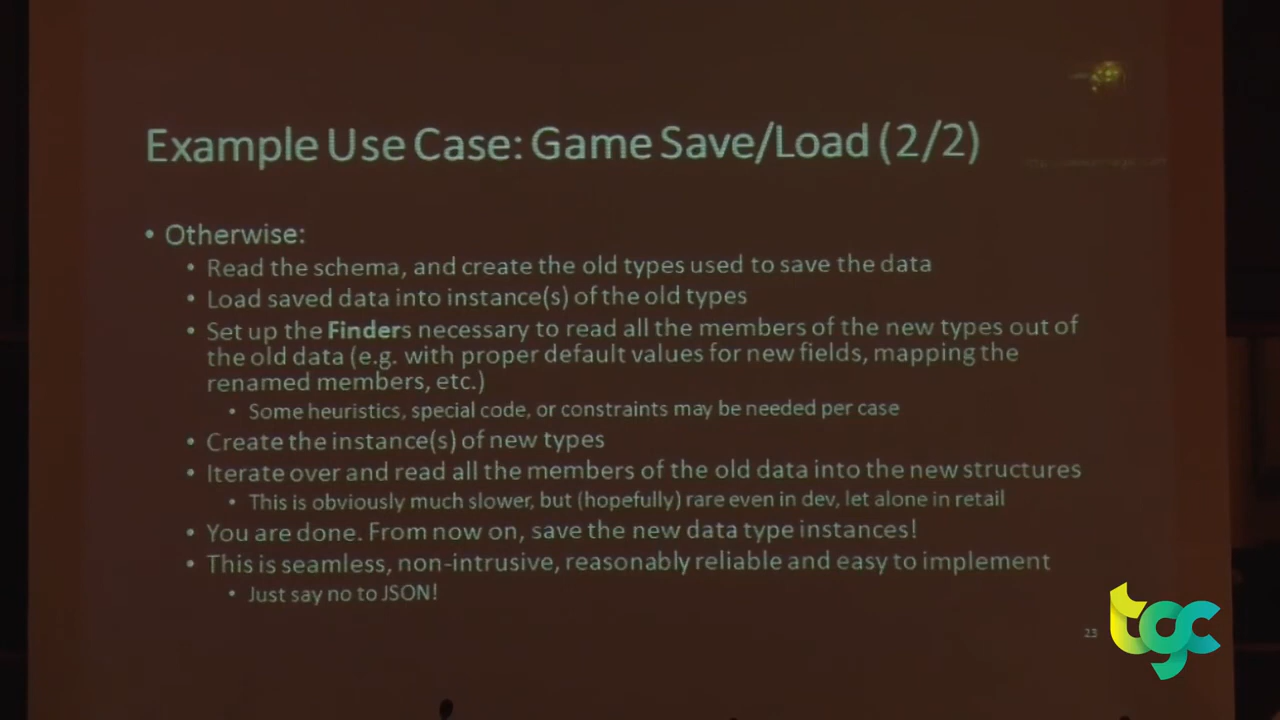 Example Use Case: Game Save/Load (2/2)
• Otherwise:
• Read the schema, and create the old types used to save the data
• Load saved data into instance(s) of the old types
• Set up the Finders necessary to read all the members of the new types out of
the old data (e.g. with proper default values for new fields, mapping the
renamed members, etc.)
• Some heuristics, special code, or constraints may be needed per case
• Create the instance(s) of new types
• Iterate over and read all the members of the old data into the new structures
• This is obviously much slower, but (hopefully) rare even in dev, let alone in retail
• You are done. From now on, save the new data type instances!
• This is seamless, non-intrusive, reasonably reliable and easy to implement
• Just say no to JSON!
23
tgc